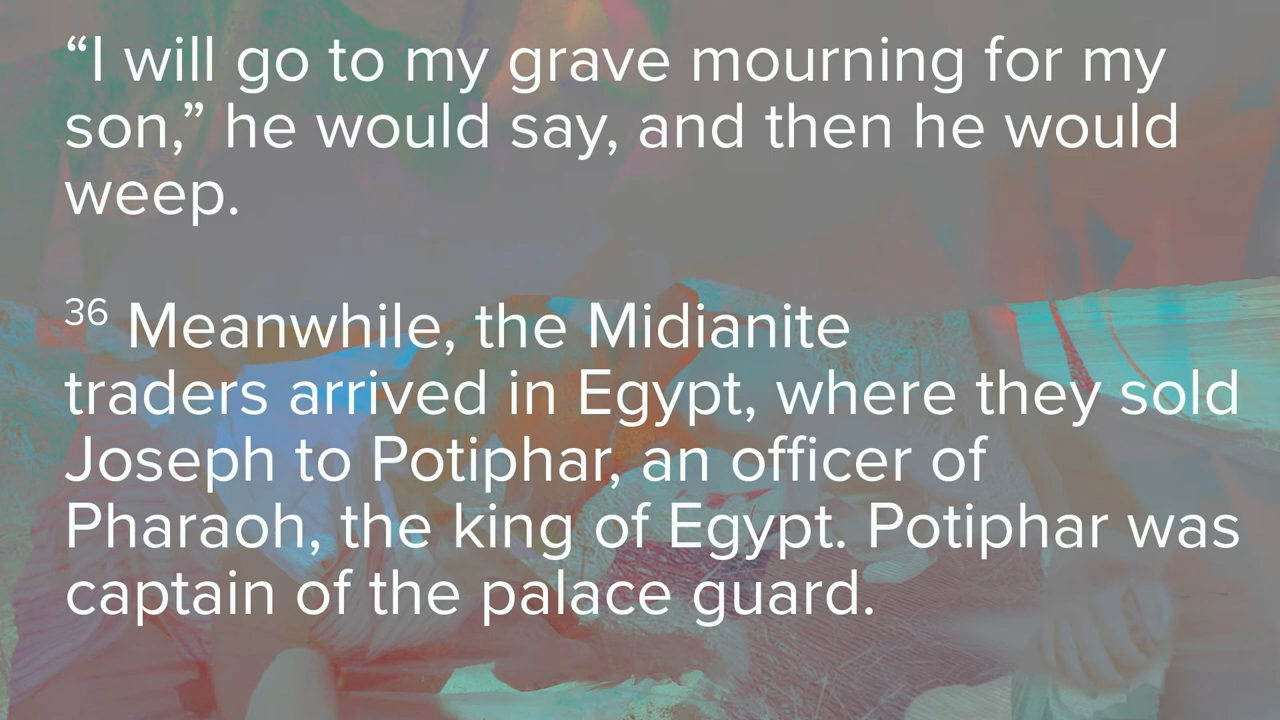 “I will go to my grave mourning for my
son,” he would say, and then he would
weep.
36 Meanwhile, the Midianite
traders arrived in Egypt, where they sold
Joseph to Potiphar, an officer of
Pharaoh, the king of Egypt. Potiphar was
captain of the palace guard.